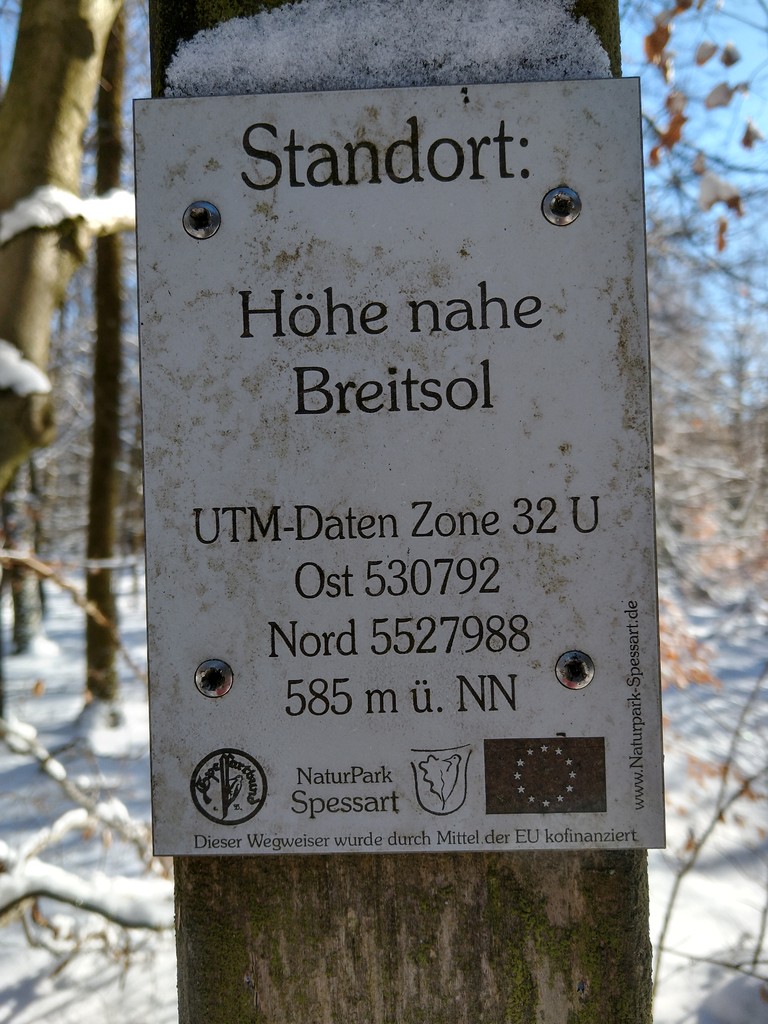 Standort:
Höhe nahe
Breitsol
UTM-Daten Zone 32 U
Ost 530792
Nord 5527988
585 m ü. NN
NaturPark
Spessart
www.Naturpark-Spessart.de
Dieser Wegweiser wurde durch Mittel der EU kofinanziert